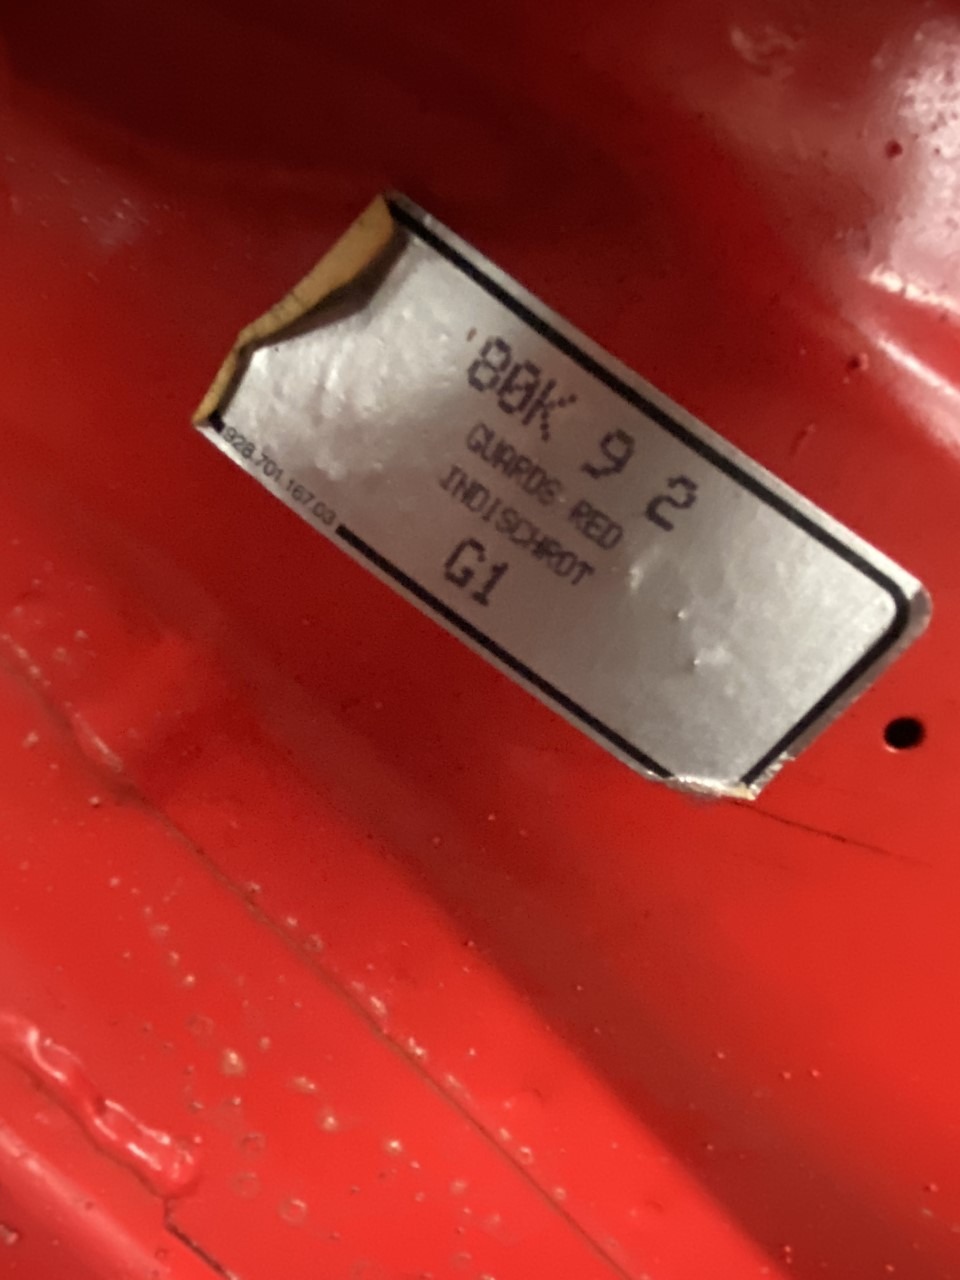 80K 9 2
GUARDS RED
INDISCHROT
G1
928.701.167.03